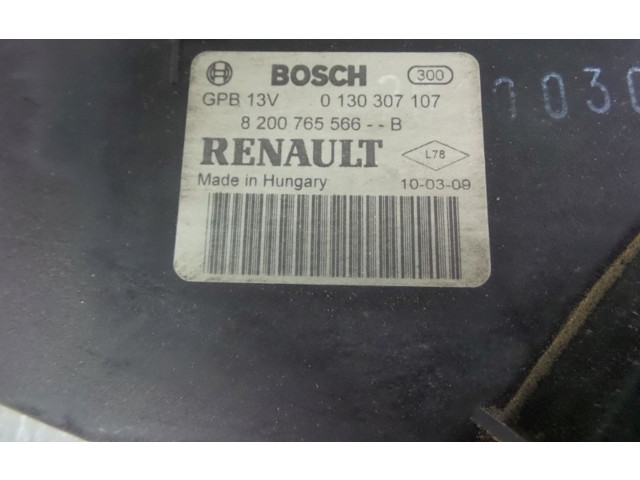 BOSCH 300
GPB 13V 0 130 307 107
8 200 765 566 - - B
RENAULT L78
Made in Hungary 10-03-09